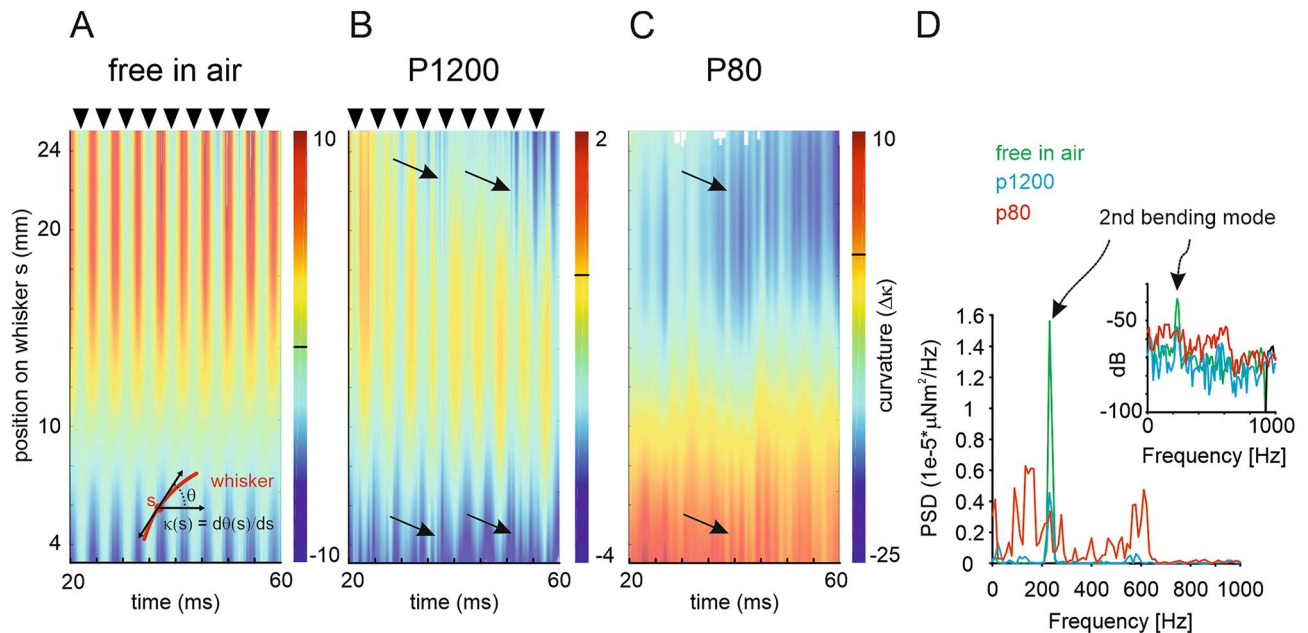 A
free in air
B
P1200
C
P80
D
position on whisker s (mm)
24
20
10
4
20
60
time (ms)
10
-10
s
θ
whisker
κ(s) = dθ(s)/ds
20
60
time (ms)
2
-4
20
60
time (ms)
10
-25
curvature (Δκ)
free in air
p1200
p80
2nd bending mode
PSD (1e-5*µNm²/Hz)
1.6
1.4
1.2
1
0.8
0.6
0.4
0.2
0
0
200
400
600
800
1000
Frequency [Hz]
dB
-50
-100
0
1000
Frequency [Hz]